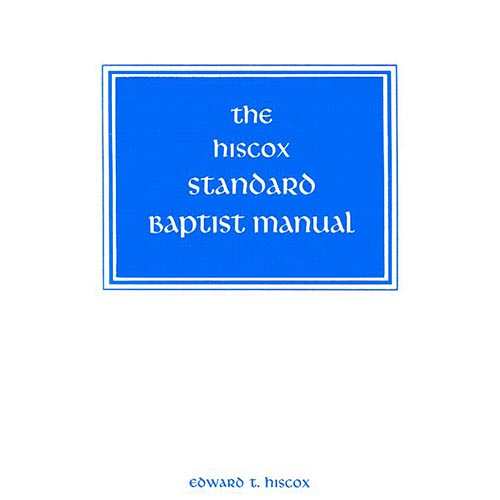 the
hiscox
standard
Baptist manual
Edward T. Hiscox